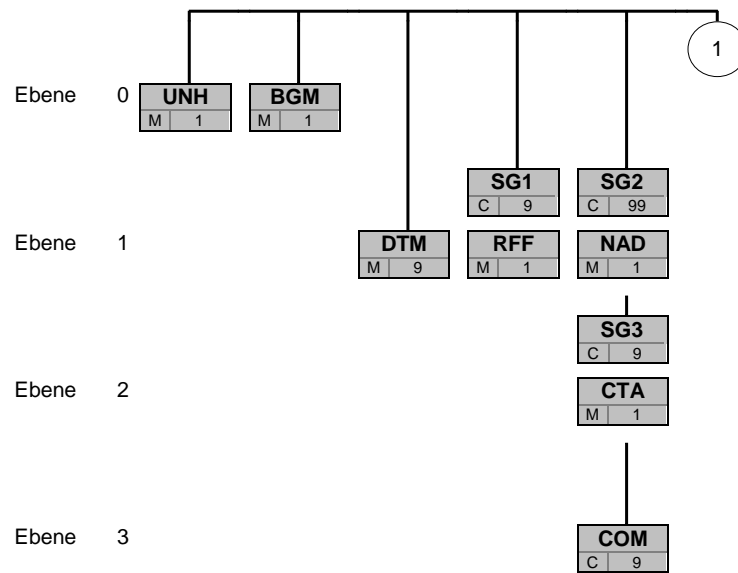 1
Ebene 0 UNH BGM
M 1 M 1
SG1 SG2
C 9 C 99
Ebene 1 DTM RFF NAD
M 9 M 1 M 1
SG3
C 9
Ebene 2 CTA
M 1
Ebene 3 COM
C 9